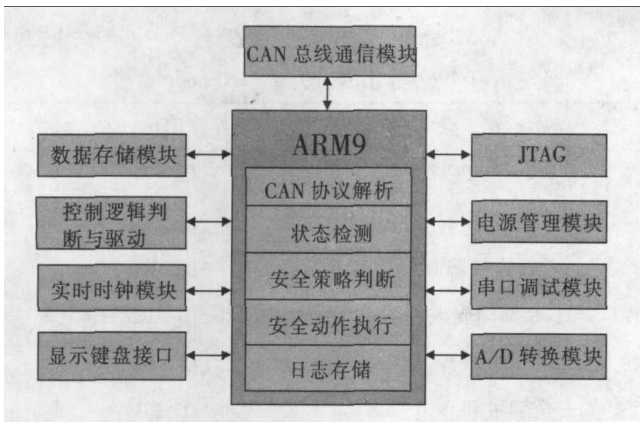 CAN 总线通信模块
ARM9
CAN 协议解析
状态检测
安全策略判断
安全动作执行
日志存储
数据存储模块
控制逻辑判
断与驱动
实时时钟模块
显示键盘接口
JTAG
电源管理模块
串口调试模块
A/D 转换模块